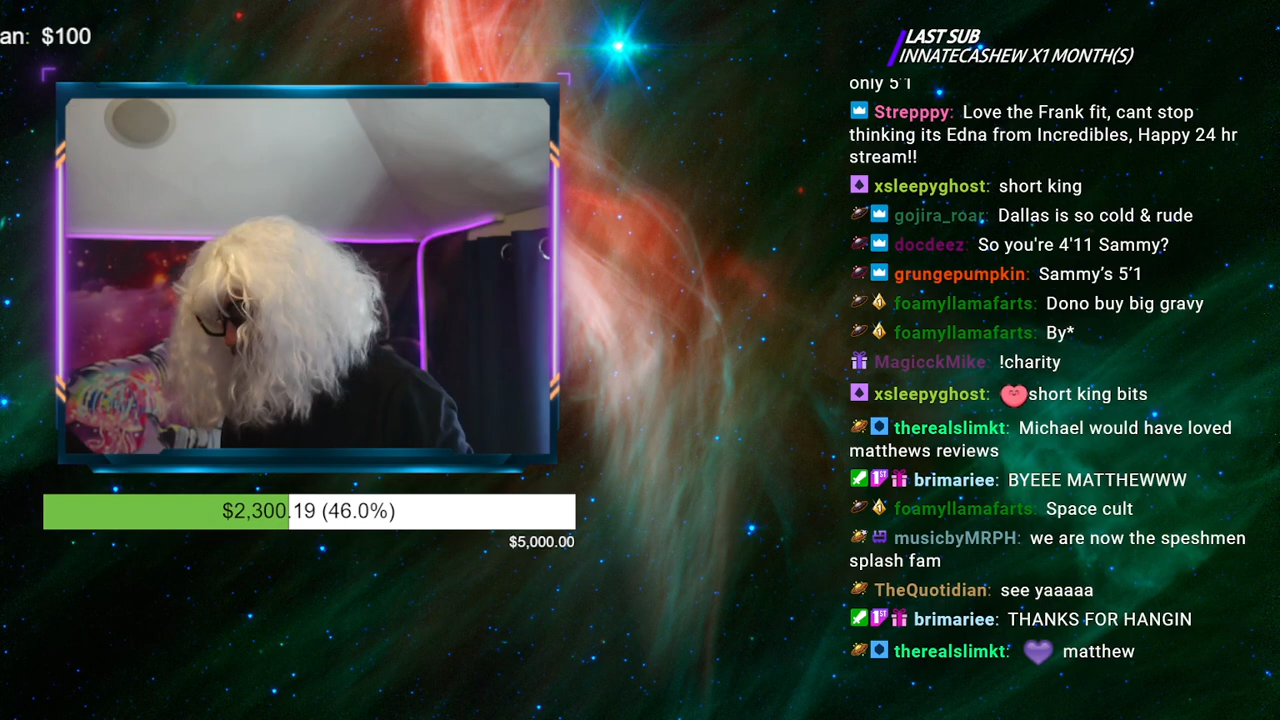 an: $100
LAST SUB
INNATECASHEW X1 MONTH(S)
only 5'1
Streppy: Love the Frank fit, cant stop
thinking its Edna from Incredibles, Happy 24 hr
stream!!
xsleepyghost: short king
gojira_roar: Dallas is so cold & rude
docdeez: So you're 4'11 Sammy?
grungepumpkin: Sammy's 5'1
foamyllamafarts: Dono buy big gravy
foamyllamafarts: By*
MagicckMike: !charity
xsleepyghost: short king bits
therealslimkt: Michael would have loved
matthews reviews
brimariee: BYEEE MATTHEWWW
foamyllamafarts: Space cult
musicbyMRPH: we are now the speshmen
splash fam
TheQuotidian: see yaaaaa
brimariee: THANKS FOR HANGIN
therealslimkt: matthew
$2,300.19 (46.0%)
$5,000.00